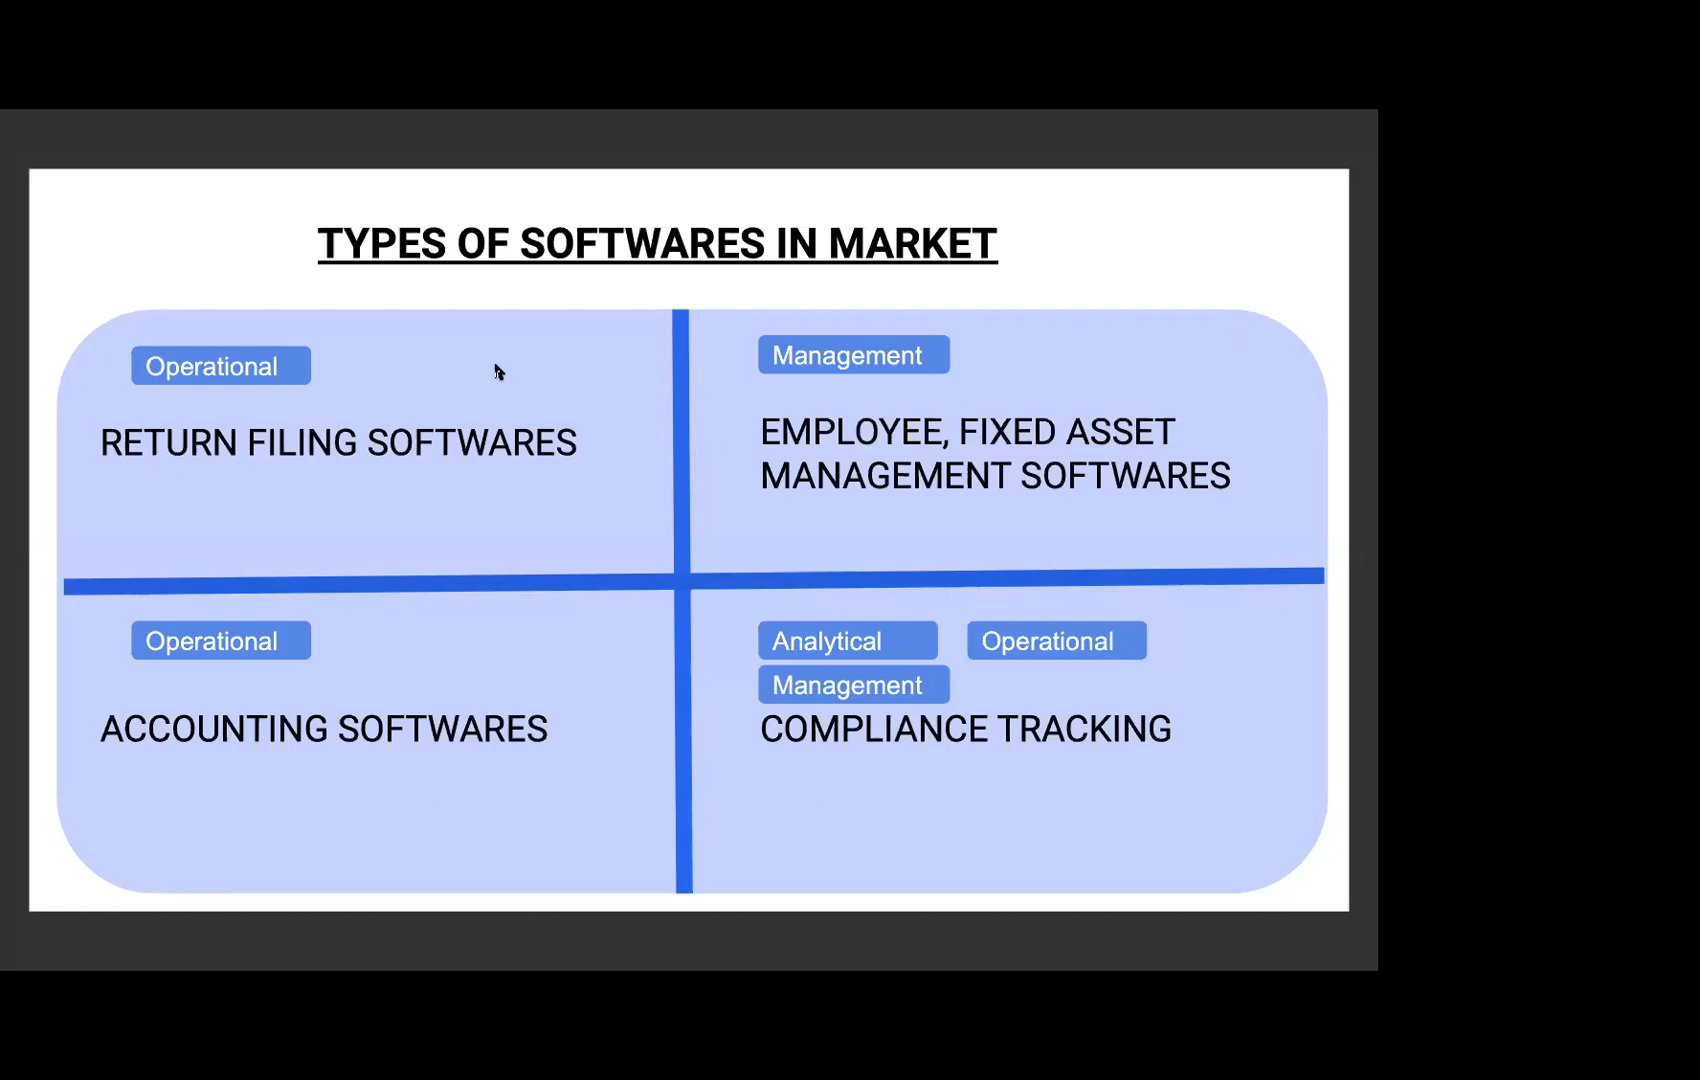 TYPES OF SOFTWARES IN MARKET
Operational
RETURN FILING SOFTWARES
Management
EMPLOYEE, FIXED ASSET
MANAGEMENT SOFTWARES
Operational
ACCOUNTING SOFTWARES
Analytical
Operational
Management
COMPLIANCE TRACKING